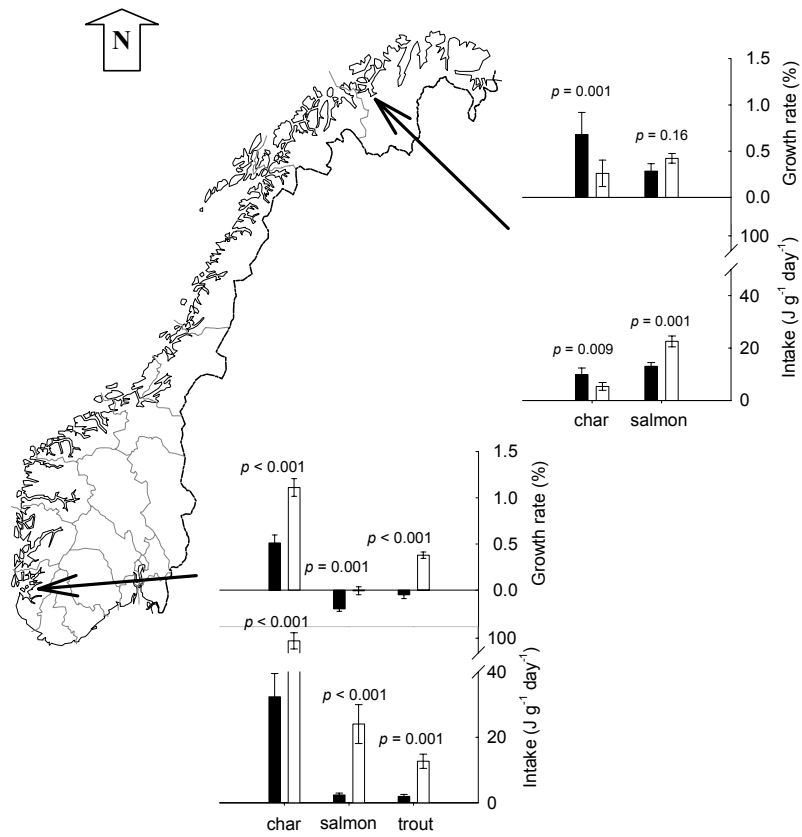 N
1.5
p = 0.001
1.0
p = 0.16
0.5
0.0
Growth rate (%)
100
40
p = 0.001
20
p = 0.009
0
Intake (J g⁻¹ day⁻¹)
char salmon
1.5
p < 0.001
1.0
p < 0.001
0.5
p = 0.001
0.0
Growth rate (%)
p < 0.001
100
40
p < 0.001
20
p = 0.001
0
Intake (J g⁻¹ day⁻¹)
char salmon trout